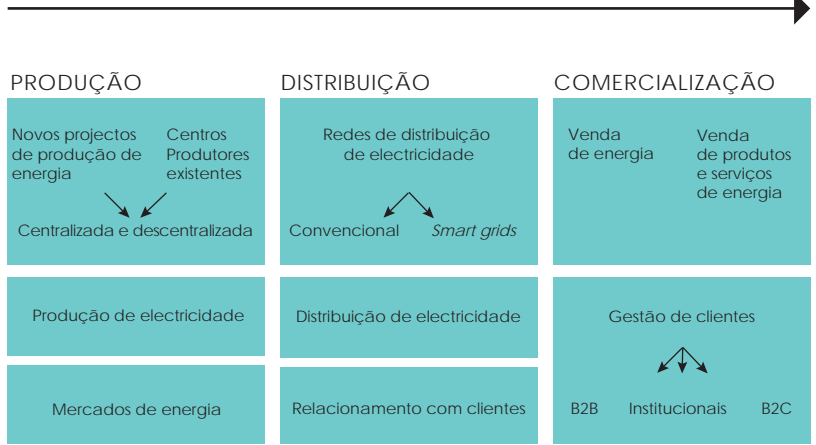 PRODUÇÃO
Novos projectos
de produção de
energia
Centros
Produtores
existentes
Centralizada e descentralizada
Produção de electricidade
Mercados de energia
DISTRIBUIÇÃO
Redes de distribuição
de electricidade
Convencional
Smart grids
Distribuição de electricidade
Relacionamento com clientes
COMERCIALIZAÇÃO
Venda
de energia
Venda
de produtos
e serviços
de energia
Gestão de clientes
B2B
Institucionais
B2C